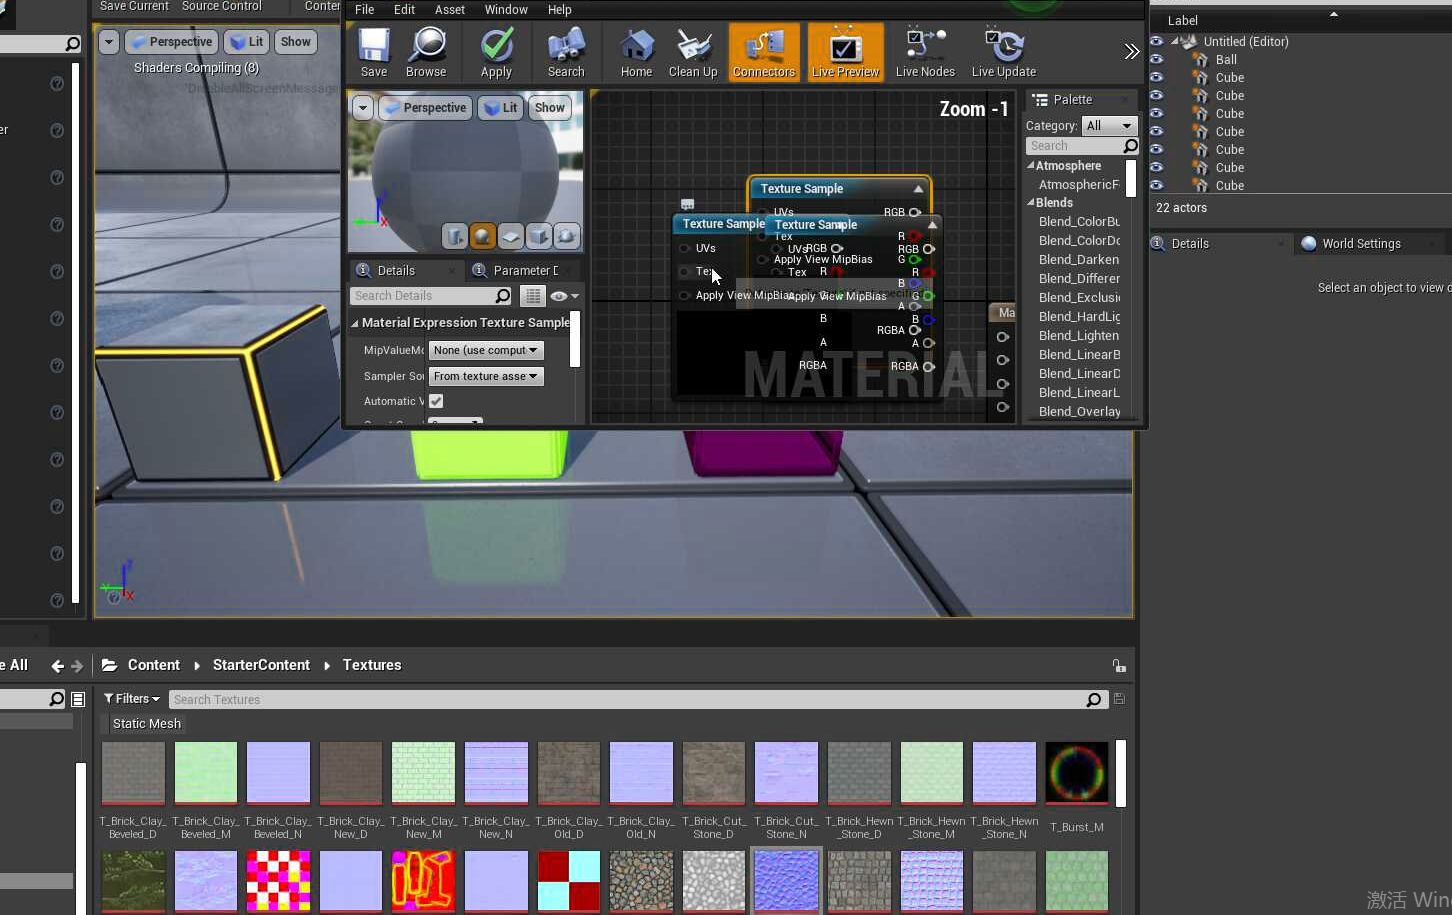 Save Current Source Control Conten
File Edit Asset Window Help
Save Browse Apply Search Home Clean Up Connectors Live Preview Live Nodes Live Update
Perspective Lit Show
Shaders Compiling (8)
'DisableAllScreenMessage
er
Perspective Lit Show
Zoom -1
Palette
Category: All
Search
Atmosphere
AtmosphericF
Blends
Blend_ColorBu
Blend_ColorDo
Blend_Darken
Blend_Differer
Blend_Exclusi
Blend_HardLig
Blend_Lighten
Blend_LinearB
Blend_LinearD
Blend_LinearL
Blend_Overlay
Texture Sample
UVs RGB
Tex R
Apply View MipBias G
B
A
RGBA
Texture Sample
UVs RGB
Tex R
Apply View MipBias G
B
A
RGBA
Texture Sample
UVs RGB
Tex R
Apply View MipBias G
B
A
RGBA
MATERIAL
Ma
Details Parameter D
Search Details
Material Expression Texture Sample
MipValueMo None (use comput
Sampler Sou From texture asse
Automatic V
Label
Untitled (Editor)
Ball
Cube
Cube
Cube
Cube
Cube
Cube
Cube
22 actors
Details World Settings
Select an object to view d
e All Content StarterContent Textures
Filters Search Textures
Static Mesh
T_Brick_Clay_Beveled_D
T_Brick_Clay_Beveled_M
T_Brick_Clay_Beveled_N
T_Brick_Clay_New_D
T_Brick_Clay_New_M
T_Brick_Clay_New_N
T_Brick_Clay_Old_D
T_Brick_Clay_Old_N
T_Brick_Cut_Stone_D
T_Brick_Cut_Stone_N
T_Brick_Hewn_Stone_D
T_Brick_Hewn_Stone_M
T_Brick_Hewn_Stone_N
T_Burst_M
激活 Win